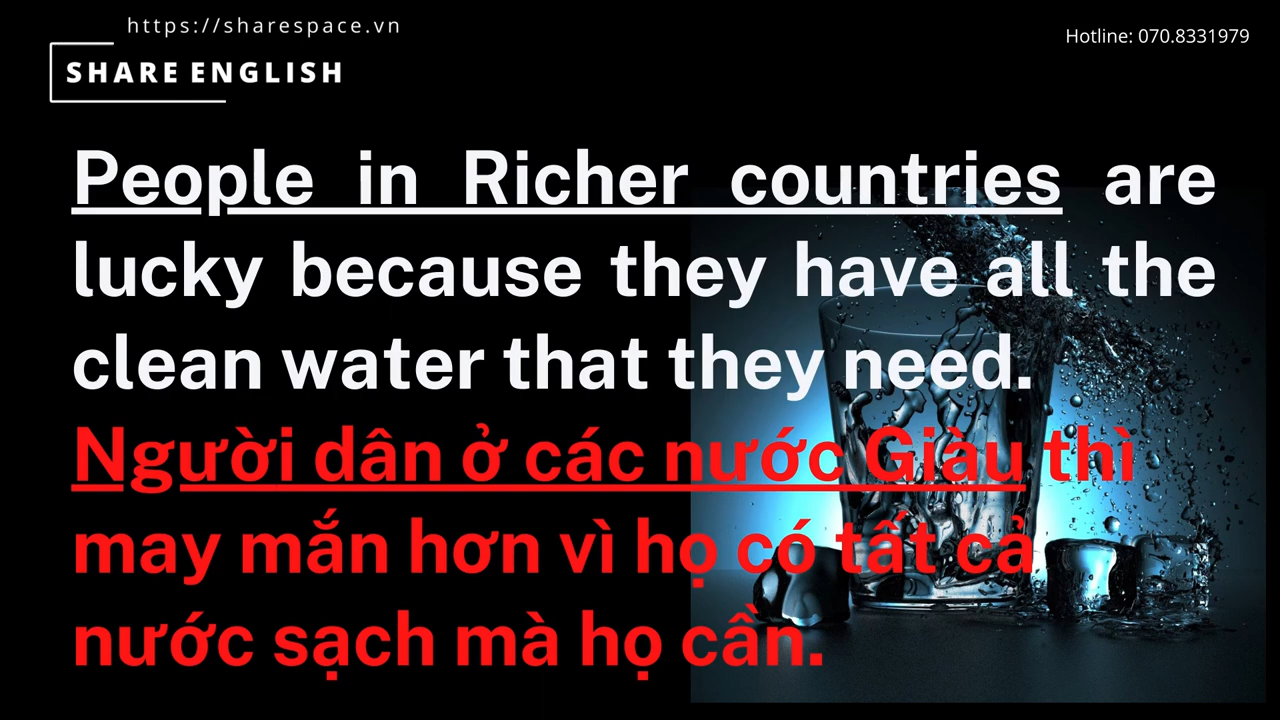 https://sharespace.vn
Hotline: 070.8331979
SHARE ENGLISH
People in Richer countries are
lucky because they have all the
clean water that they need.
Người dân ở các nước Giàu thì
may mắn hơn vì họ có tất cả
nước sạch mà họ cần.